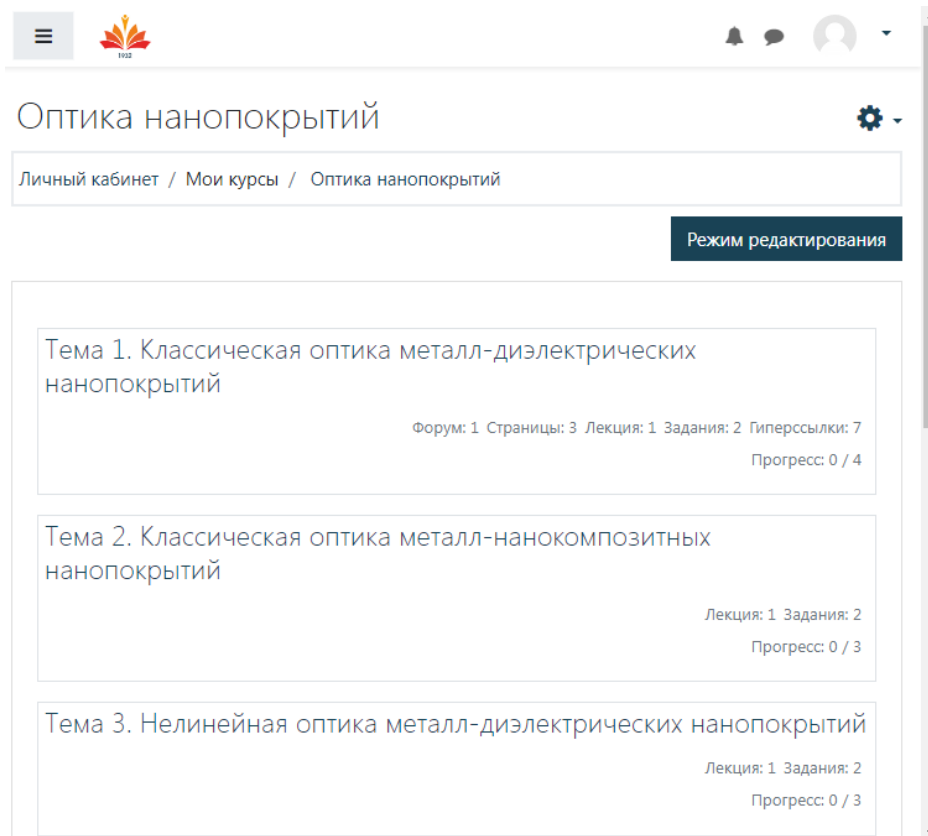 1932
Оптика нанопокрытий
Личный кабинет / Мои курсы / Оптика нанопокрытий
Режим редактирования
Тема 1. Классическая оптика металл-диэлектрических
нанопокрытий
Форум: 1 Страницы: 3 Лекция: 1 Задания: 2 Гиперссылки: 7
Прогресс: 0 / 4
Тема 2. Классическая оптика металл-нанокомпозитных
нанопокрытий
Лекция: 1 Задания: 2
Прогресс: 0 / 3
Тема 3. Нелинейная оптика металл-диэлектрических нанопокрытий
Лекция: 1 Задания: 2
Прогресс: 0 / 3